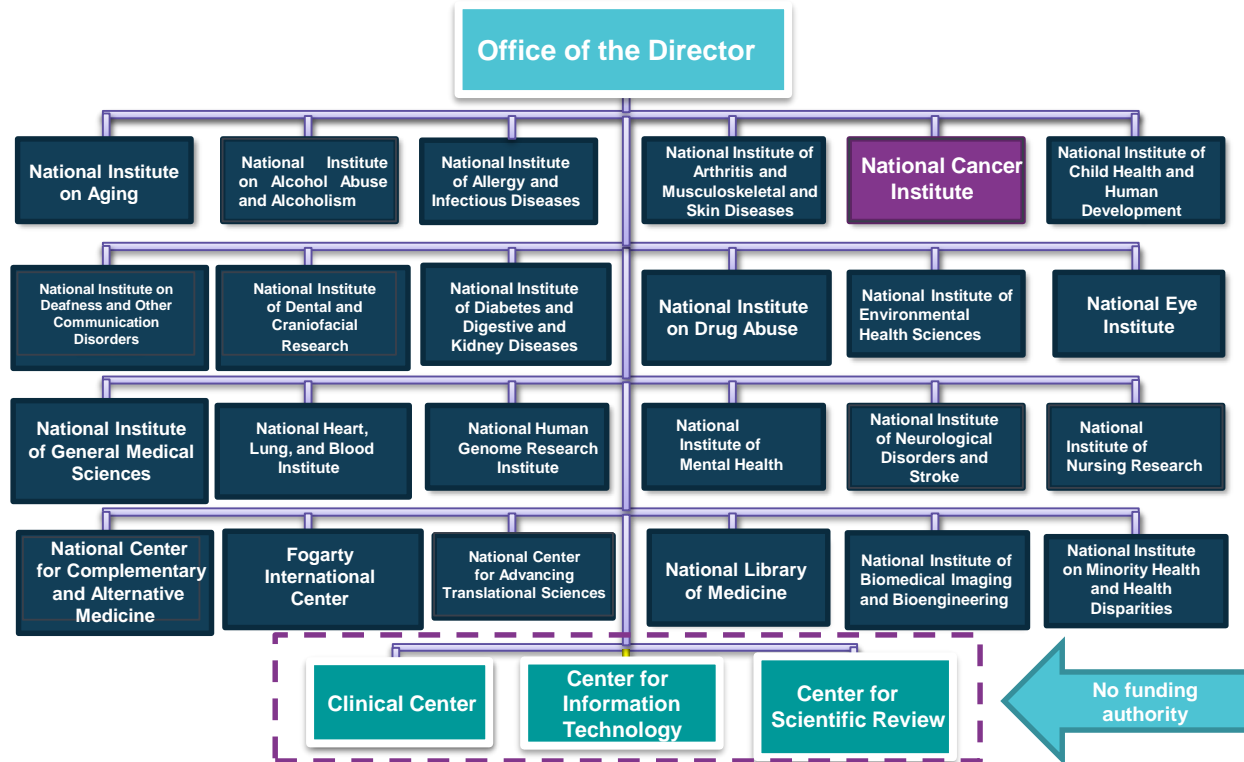 Office of the Director
National Institute
on Aging
National Institute
on Alcohol Abuse
and Alcoholism
National Institute
of Allergy and
Infectious Diseases
National Institute of
Arthritis and
Musculoskeletal and
Skin Diseases
National Cancer
Institute
National Institute of
Child Health and
Human
Development
National Institute on
Deafness and Other
Communication
Disorders
National Institute
of Dental and
Craniofacial
Research
National Institute
of Diabetes and
Digestive and
Kidney Diseases
National Institute
on Drug Abuse
National Institute of
Environmental
Health Sciences
National Eye
Institute
National Institute
of General Medical
Sciences
National Heart,
Lung, and Blood
Institute
National Human
Genome Research
Institute
National
Institute of
Mental Health
National Institute
of Neurological
Disorders and
Stroke
National
Institute of
Nursing Research
National Center
for Complementary
and Alternative
Medicine
Fogarty
International
Center
National Center
for Advancing
Translational Sciences
National Library
of Medicine
National Institute of
Biomedical Imaging
and Bioengineering
National Institute
on Minority Health
and Health
Disparities
Clinical Center
Center for
Information
Technology
Center for
Scientific Review
No funding
authority